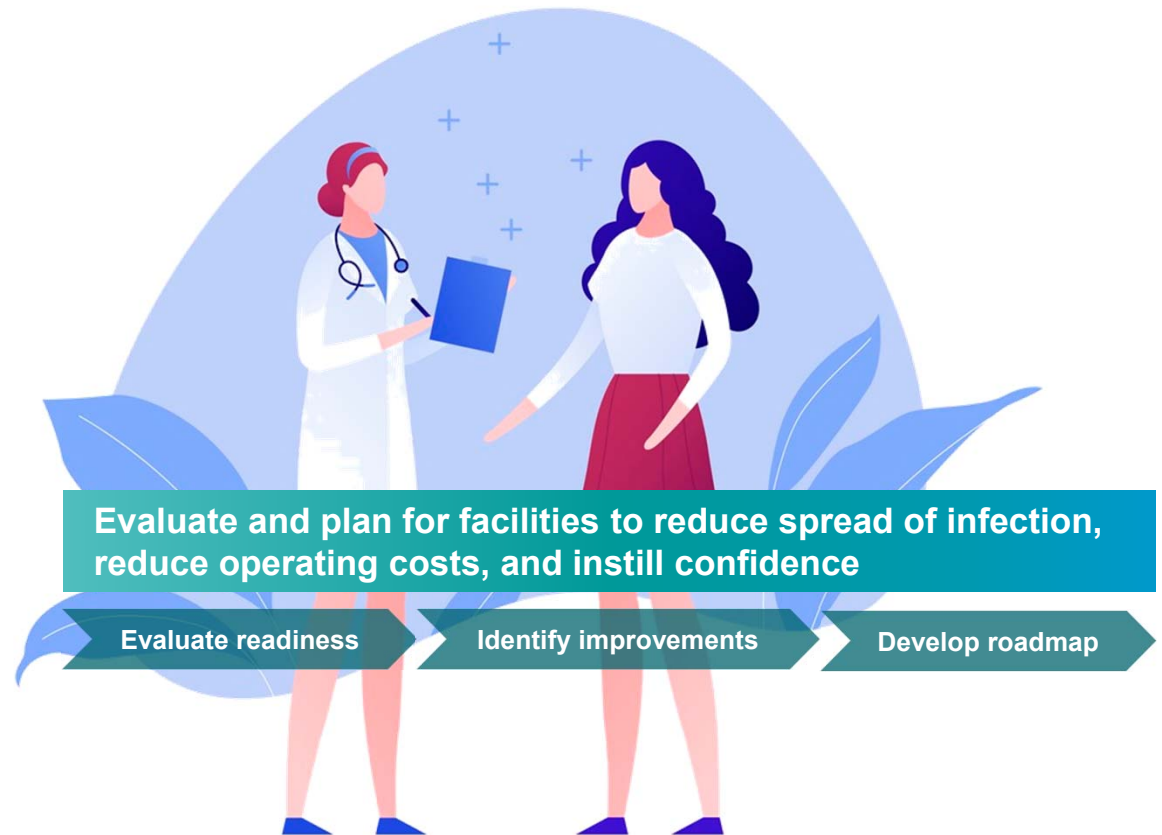 Evaluate and plan for facilities to reduce spread of infection,
reduce operating costs, and instill confidence
Evaluate readiness
Identify improvements
Develop roadmap